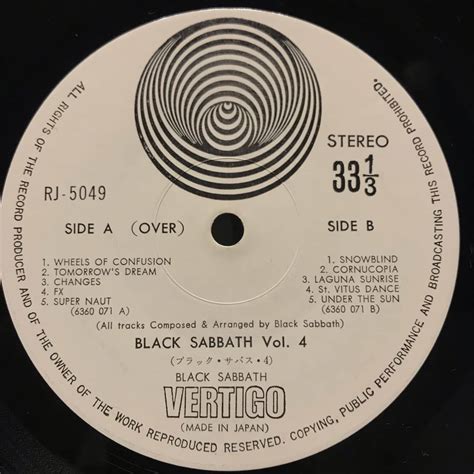 ALL RIGHTS OF THE RECORD PRODUCER AND OF THE OWNER OF THE WORK REPRODUCED RESERVED. COPYING, PUBLIC PERFORMANCE AND BROADCASTING THIS RECORD PROHIBITED.
STEREO
33 1/3
RJ-5049
SIDE A (OVER)
SIDE B
1. WHEELS OF CONFUSION
2. TOMORROW'S DREAM
3. CHANGES
4. FX
5. SUPER NAUT
(6360 071 A)
1. SNOWBLIND
2. CORNUCOPIA
3. LAGUNA SUNRISE
4. St. VITUS DANCE
5. UNDER THE SUN
(6360 071 B)
(All tracks Composed & Arranged by Black Sabbath)
BLACK SABBATH Vol. 4
(ブラック・サバス・4)
BLACK SABBATH
VERTIGO
(MADE IN JAPAN)